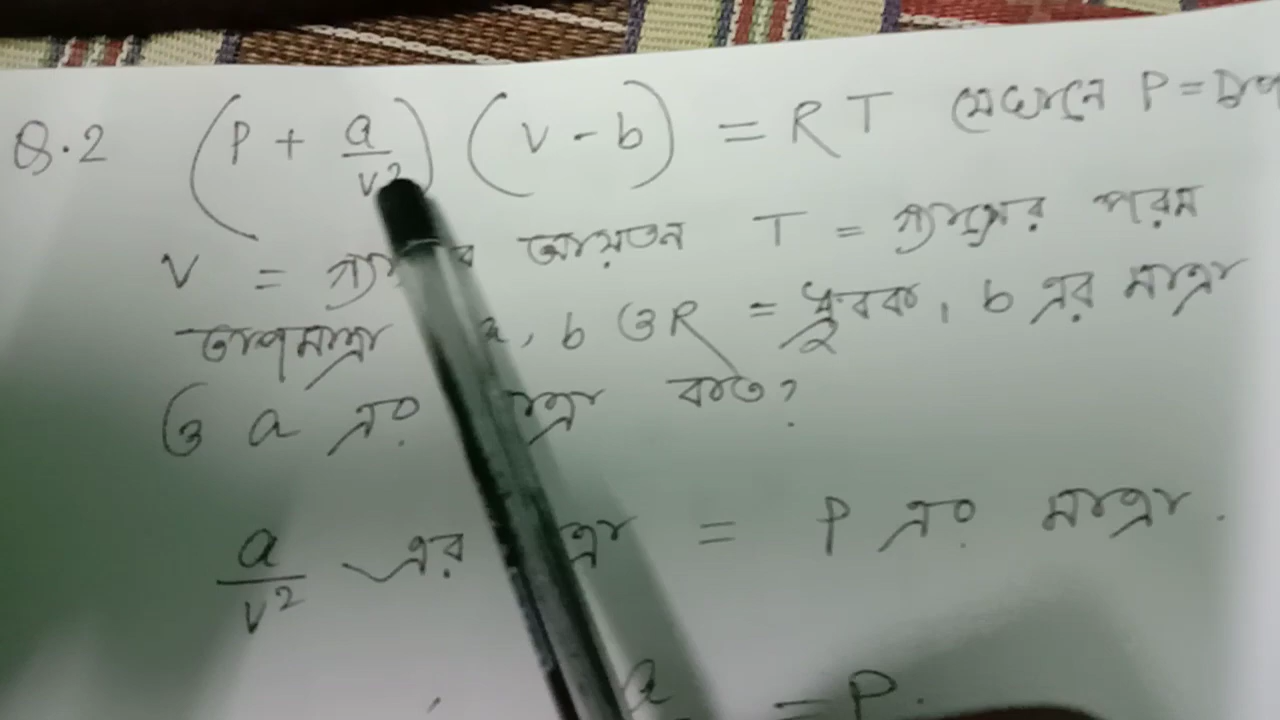 Q.2 (P + a/v²) (v - b) = RT যেখানে P =
V = আয়তন T = গ্যাসের পরম
তাপমাত্রা a, b ও R = ধ্রুবক, b এর মাত্রা
ও a এর মাত্রা কত?
a/v² এর মাত্রা = P এর মাত্রা.
a = P.